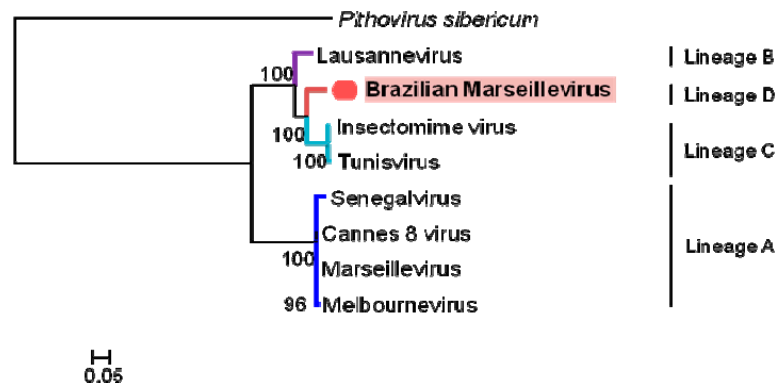 Pithovirus sibericum
Lausannevirus
Lineage B
100
Brazilian Marseillevirus
Lineage D
100
Insectomime virus
Lineage C
100
Tunisvirus
Senegalvirus
Cannes 8 virus
Lineage A
100
Marseillevirus
96
Melbournevirus
0.05